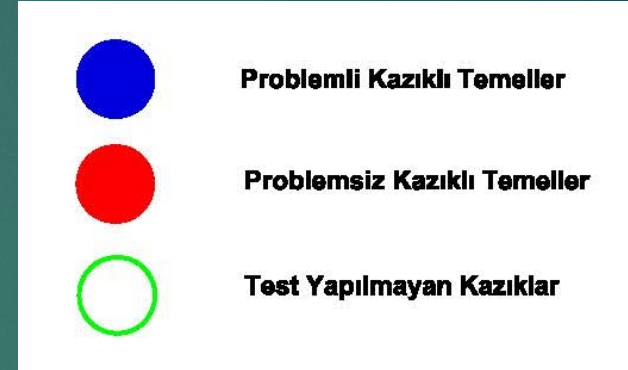 Problemli Kazıklı Temeller
Problemsiz Kazıklı Temeller
Test Yapılmayan Kazıklar